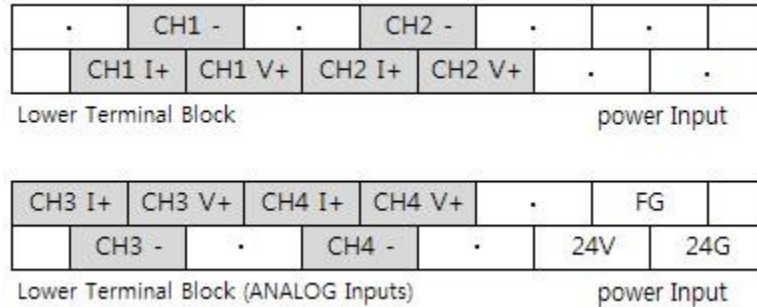 · CH1 - · CH2 - · ·
CH1 I+ CH1 V+ CH2 I+ CH2 V+ · ·
Lower Terminal Block power Input
CH3 I+ CH3 V+ CH4 I+ CH4 V+ · FG
CH3 - · CH4 - · 24V 24G
Lower Terminal Block (ANALOG Inputs) power Input